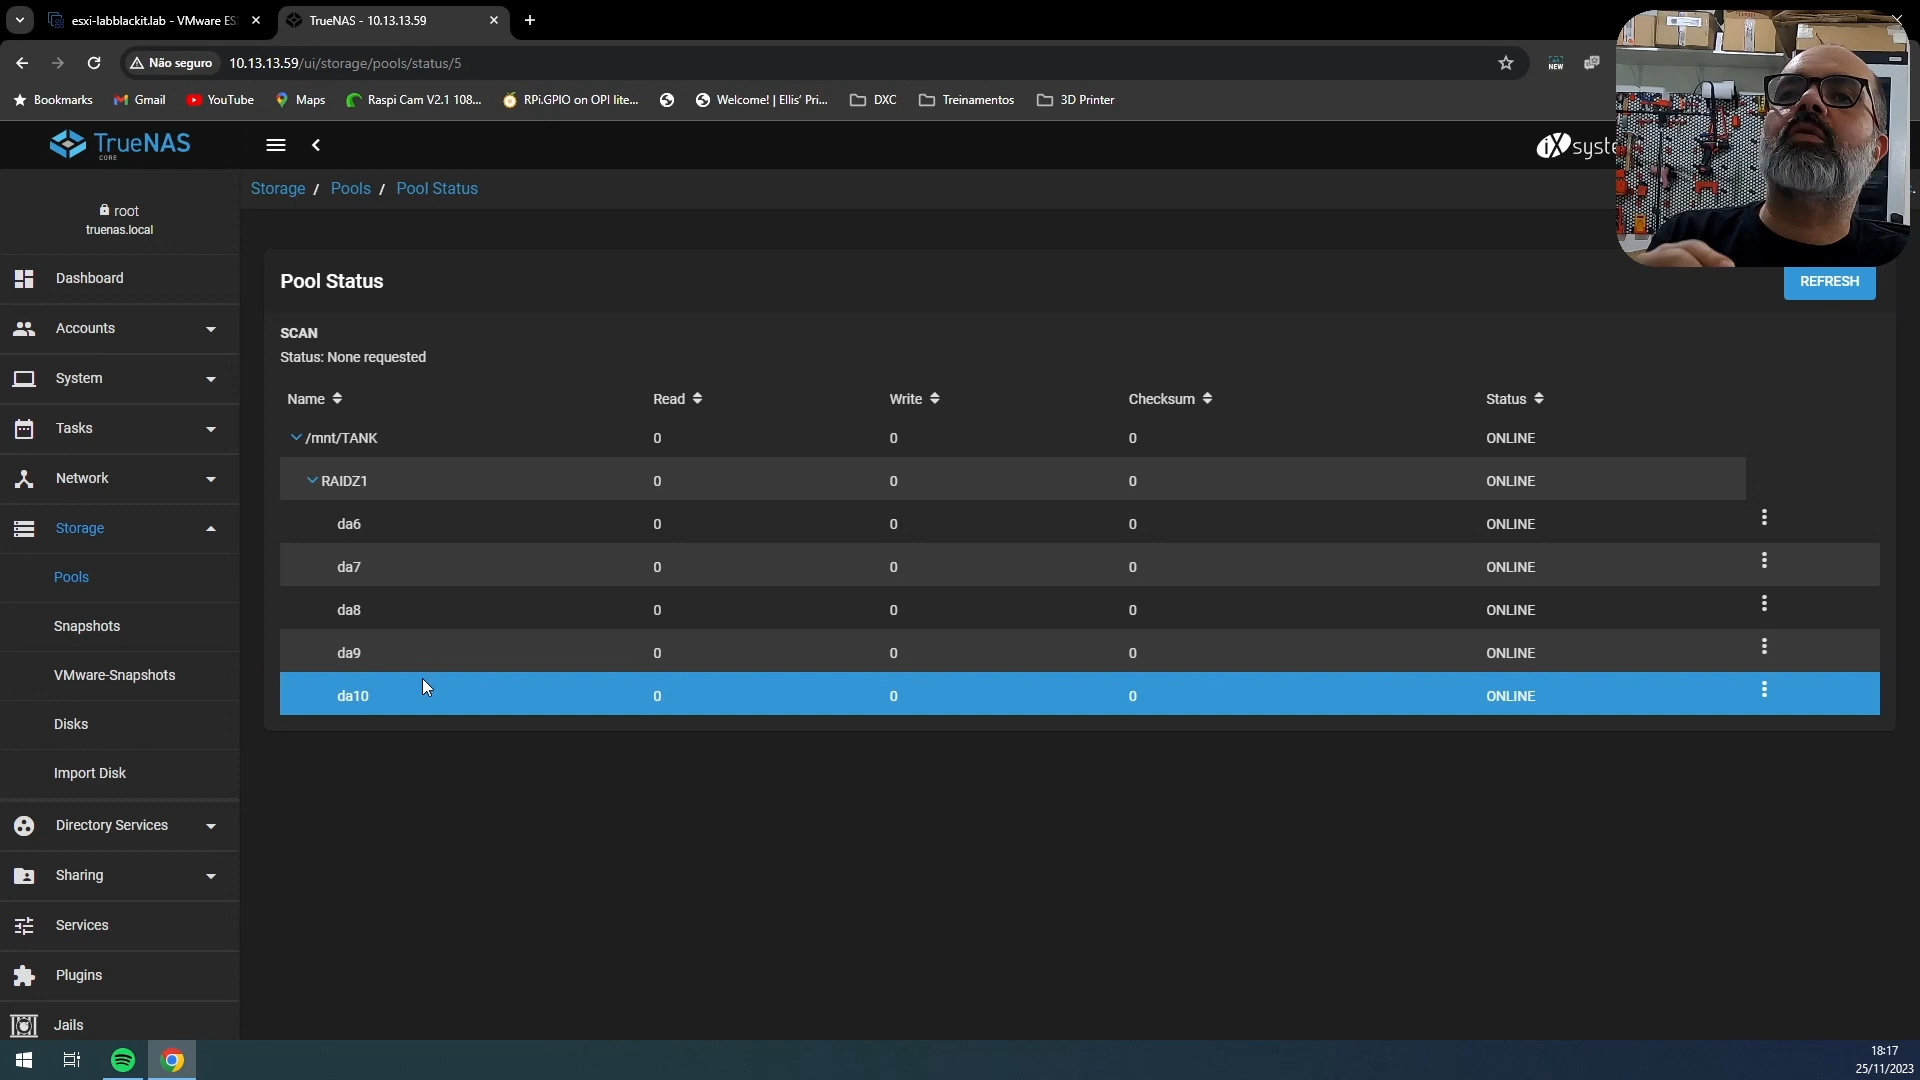 esxi-labblackit.lab - VMware ES
TrueNAS - 10.13.13.59
Não seguro
10.13.13.59/ui/storage/pools/status/5
NEW
Bookmarks
Gmail
YouTube
Maps
Raspi Cam V2.1 108...
RPi.GPIO on OPI lite...
Welcome! | Ellis' Pri...
DXC
Treinamentos
3D Printer
TrueNAS
CORE
iXsyste
Storage / Pools / Pool Status
root
truenas.local
Dashboard
Accounts
System
Tasks
Network
Storage
Pools
Snapshots
VMware-Snapshots
Disks
Import Disk
Directory Services
Sharing
Services
Plugins
Jails
Pool Status
REFRESH
SCAN
Status: None requested
Name Read Write Checksum Status
/mnt/TANK 0 0 0 ONLINE
RAIDZ1 0 0 0 ONLINE
da6 0 0 0 ONLINE
da7 0 0 0 ONLINE
da8 0 0 0 ONLINE
da9 0 0 0 ONLINE
da10 0 0 0 ONLINE
18:17
25/11/2023